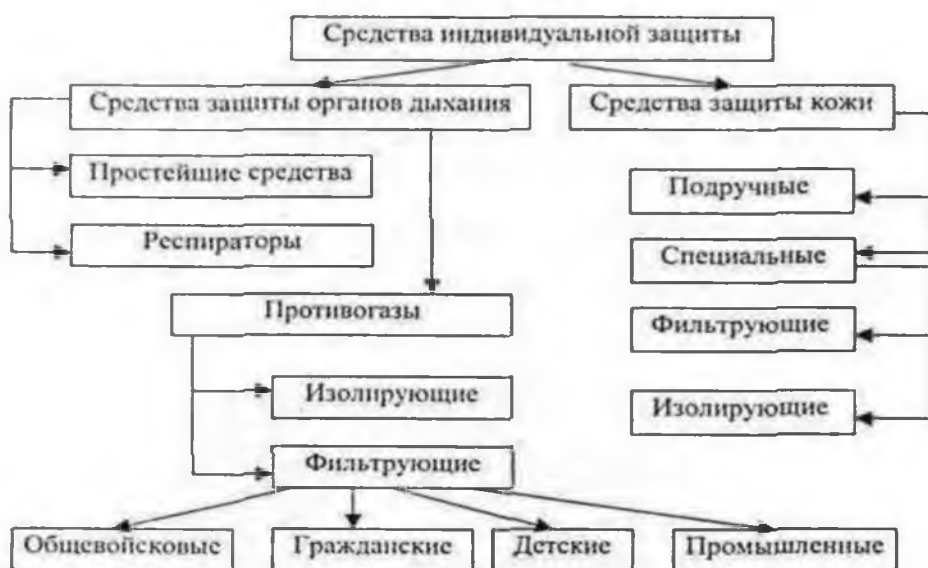 Средства индивидуальной защиты
Средства защиты органов дыхания
Средства защиты кожи
Простейшие средства
Подручные
Респираторы
Специальные
Противогазы
Фильтрующие
Изолирующие
Изолирующие
Фильтрующие
Общевойсковые
Гражданские
Детские
Промышленные